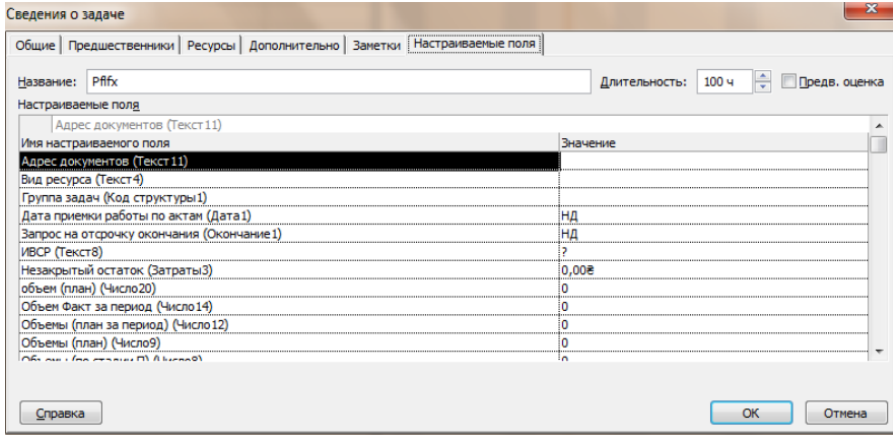 Сведения о задаче
Общие Предшественники Ресурсы Дополнительно Заметки Настраиваемые поля
Название: Pflfx Длительность: 100 ч Предв. оценка
Настраиваемые поля
Адрес документов (Текст11)
Имя настраиваемого поля Значение
Адрес документов (Текст11)
Вид ресурса (Текст4)
Группа задач (Код структуры1)
Дата приемки работы по актам (Дата1) НД
Запрос на отсрочку окончания (Окончание1) НД
ИВСР (Текст8) ?
Незакрытый остаток (Затраты3) 0,00₴
объем (план) (Число20) 0
Объем Факт за период (Число14) 0
Объемы (план за период) (Число12) 0
Объемы (план) (Число9) 0
Объемы (по стадии П) (Число8) 0
Справка ОК Отмена